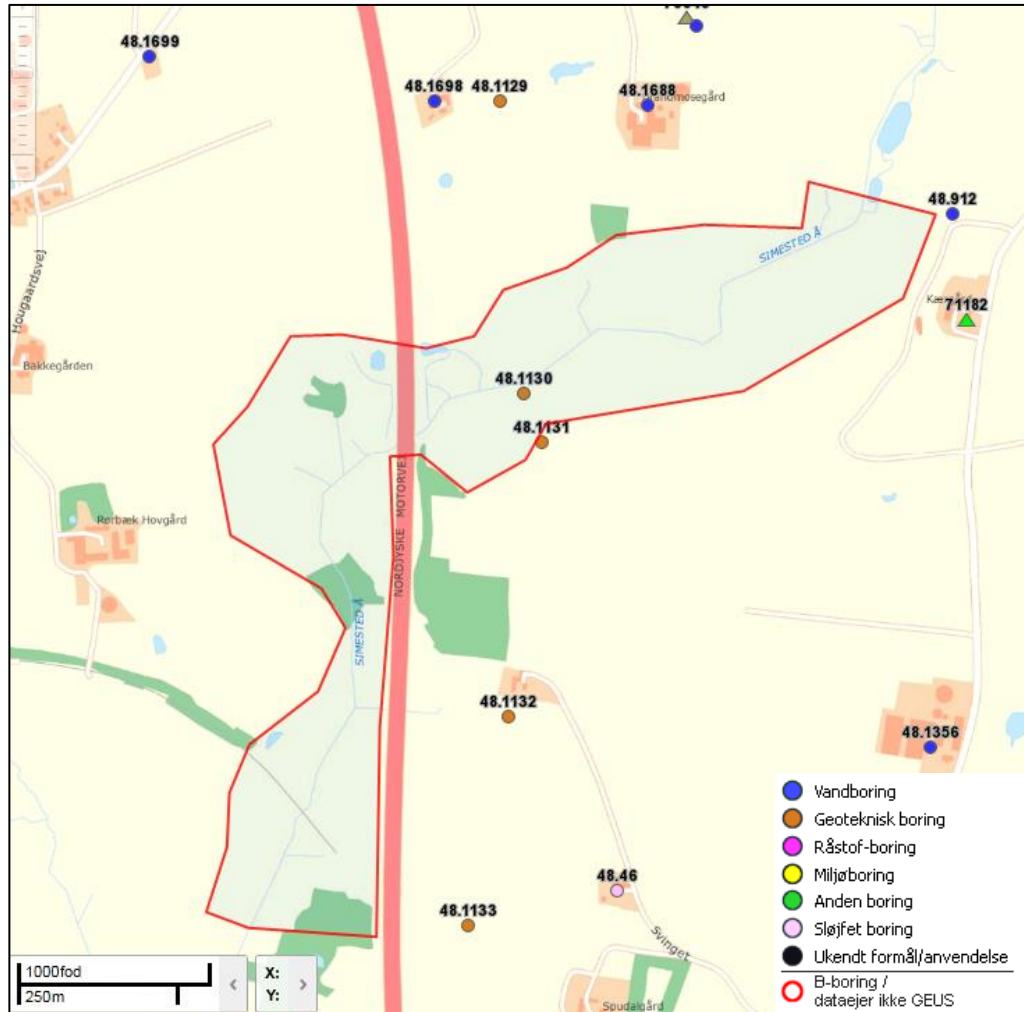 48.1699
48.1698
48.1129
48.1688
48.912
SIMESTED Å
Hougaardsvej
71182
Bakkegården
48.1130
48.1131
NORDJYSKE MOTORVEJ
Rørbæk Hovgård
SIMESTED Å
48.1132
48.1356
48.46
48.1133
Svinget
Spudalgård
Vandboring
Geoteknisk boring
Råstof-boring
Miljøboring
Anden boring
Sløjfet boring
Ukendt formål/anvendelse
B-boring /
dataejer ikke GEUS
1000fod
250m
X:
Y: